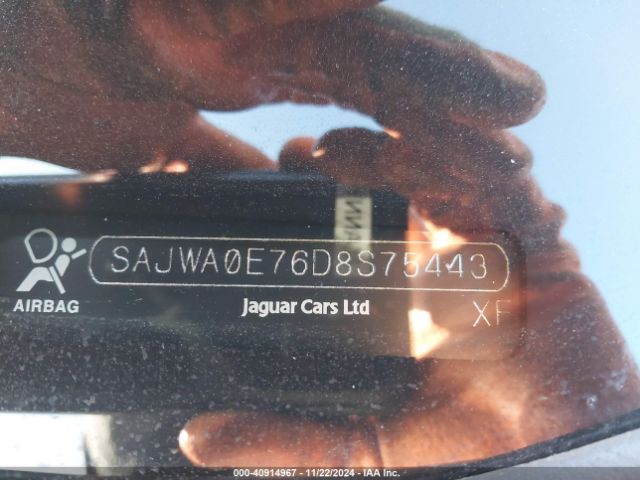 SAJWA0E76D8S75443
AIRBAG
Jaguar Cars Ltd
XF
000-40914967 - 11/22/2024 - IAA Inc.